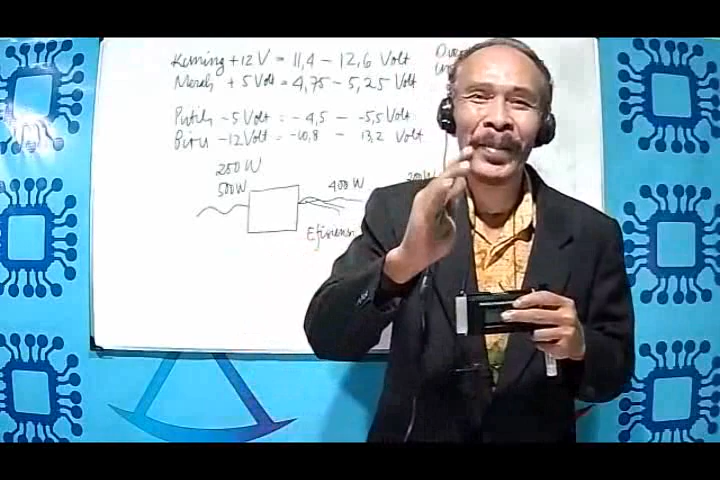 Kuning +12 V = 11,4 – 12,6 Volt
Merah +5 Volt = 4,75 – 5,25 Volt
Putih –5 Volt = –4,5 – –5,5 Volt
Biru –12 Volt = –10,8 – 13,2 Volt
250 W
500 W
400 W
200 W
Efisiensi